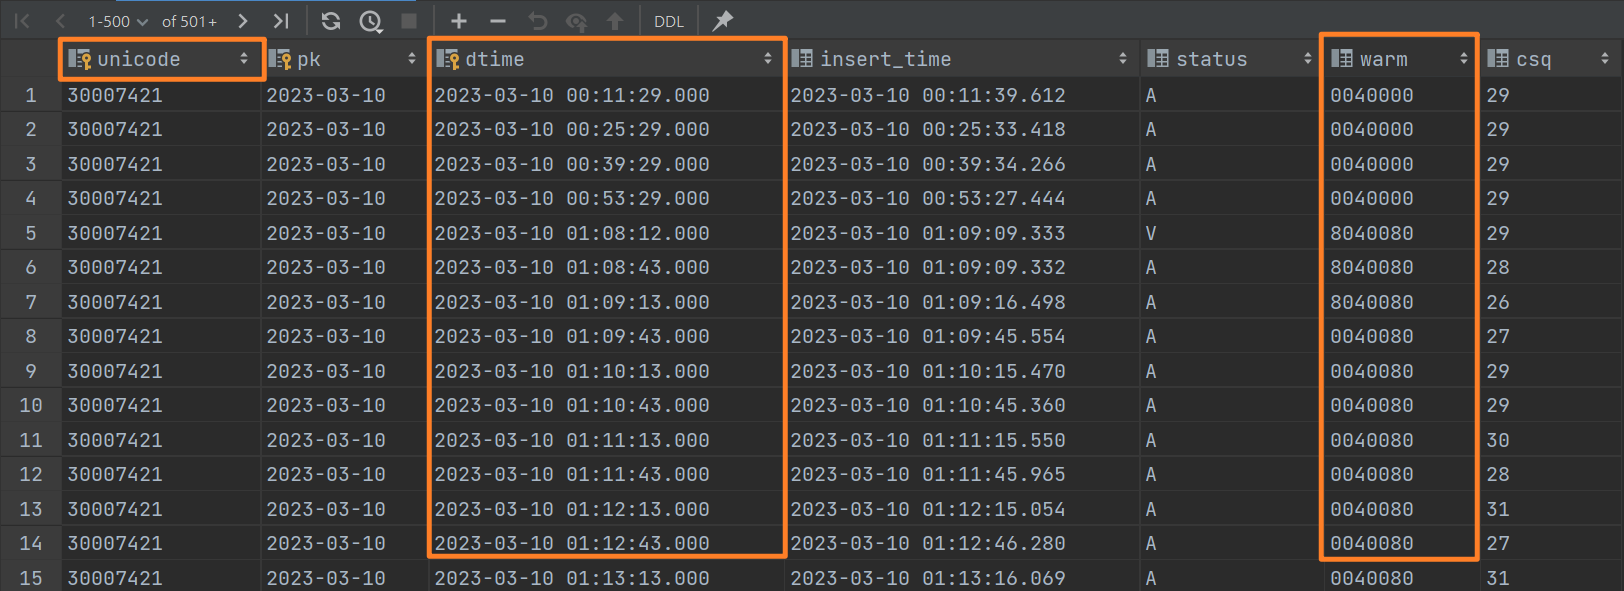 1-500 of 501+ DDL
unicode pk dtime insert_time status warm csq
1 30007421 2023-03-10 2023-03-10 00:11:29.000 2023-03-10 00:11:39.612 A 0040000 29
2 30007421 2023-03-10 2023-03-10 00:25:29.000 2023-03-10 00:25:33.418 A 0040000 29
3 30007421 2023-03-10 2023-03-10 00:39:29.000 2023-03-10 00:39:34.266 A 0040000 29
4 30007421 2023-03-10 2023-03-10 00:53:29.000 2023-03-10 00:53:27.444 A 0040000 29
5 30007421 2023-03-10 2023-03-10 01:08:12.000 2023-03-10 01:09:09.333 V 8040080 29
6 30007421 2023-03-10 2023-03-10 01:08:43.000 2023-03-10 01:09:09.332 A 8040080 28
7 30007421 2023-03-10 2023-03-10 01:09:13.000 2023-03-10 01:09:16.498 A 8040080 26
8 30007421 2023-03-10 2023-03-10 01:09:43.000 2023-03-10 01:09:45.554 A 0040080 27
9 30007421 2023-03-10 2023-03-10 01:10:13.000 2023-03-10 01:10:15.470 A 0040080 29
10 30007421 2023-03-10 2023-03-10 01:10:43.000 2023-03-10 01:10:45.360 A 0040080 29
11 30007421 2023-03-10 2023-03-10 01:11:13.000 2023-03-10 01:11:15.550 A 0040080 30
12 30007421 2023-03-10 2023-03-10 01:11:43.000 2023-03-10 01:11:45.965 A 0040080 28
13 30007421 2023-03-10 2023-03-10 01:12:13.000 2023-03-10 01:12:15.054 A 0040080 31
14 30007421 2023-03-10 2023-03-10 01:12:43.000 2023-03-10 01:12:46.280 A 0040080 27
15 30007421 2023-03-10 2023-03-10 01:13:13.000 2023-03-10 01:13:16.069 A 0040080 31